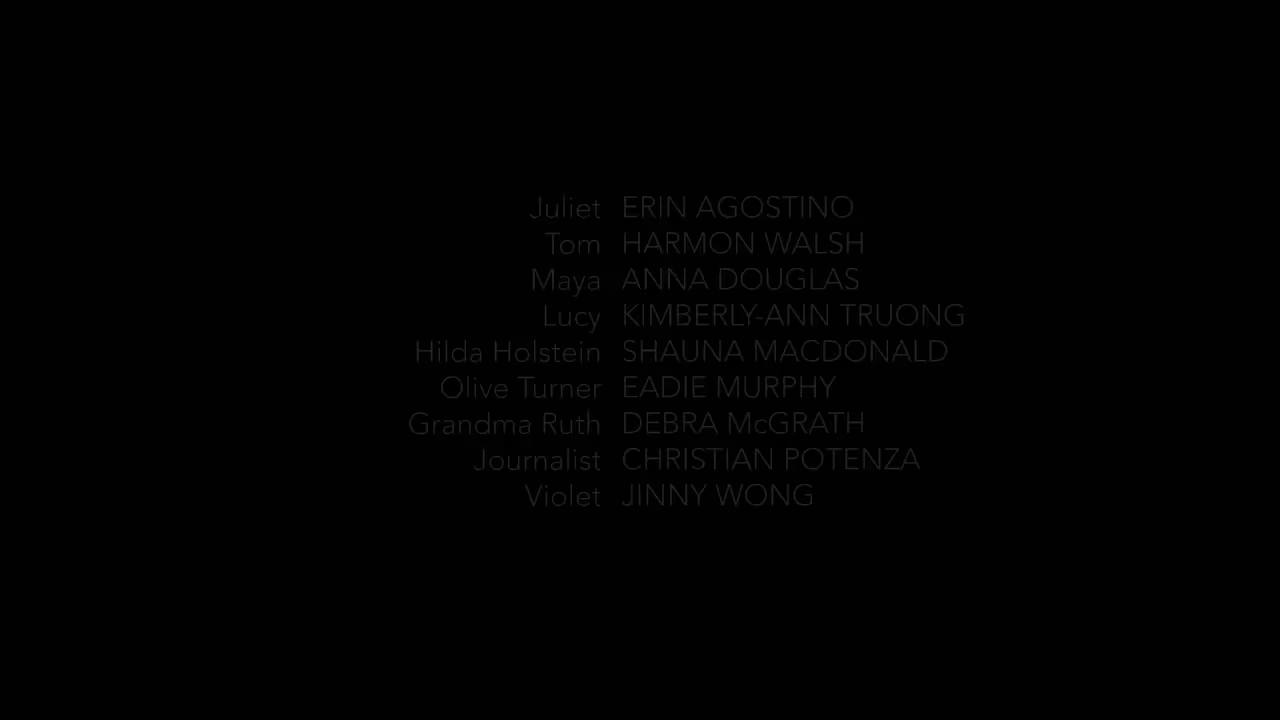 Juliet ERIN AGOSTINO
Tom HARMON WALSH
Maya ANNA DOUGLAS
Lucy KIMBERLY-ANN TRUONG
Hilda Holstein SHAUNA MACDONALD
Olive Turner EADIE MURPHY
Grandma Ruth DEBRA McGRATH
Journalist CHRISTIAN POTENZA
Violet JINNY WONG